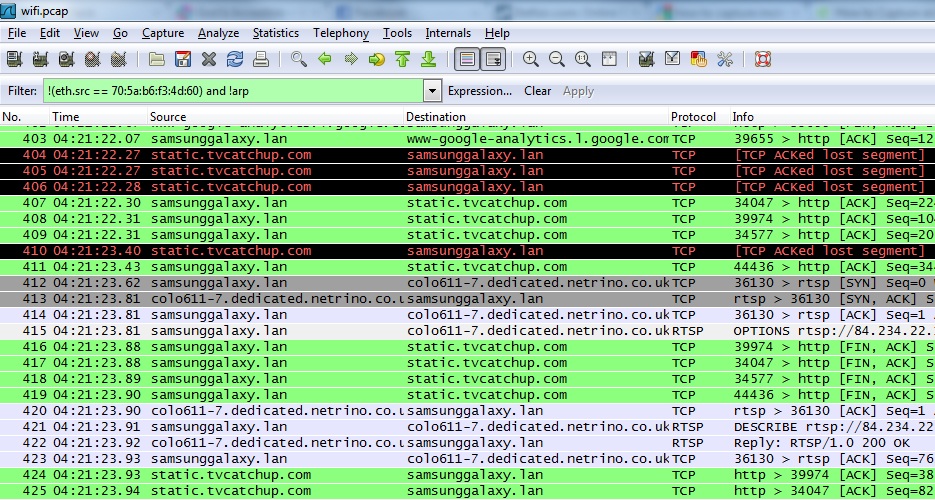 wifi.pcap
File Edit View Go Capture Analyze Statistics Telephony Tools Internals Help
Filter: !(eth.src == 70:5a:b6:f3:4d:60) and !arp Expression... Clear Apply
No. Time Source Destination Protocol Info
403 04:21:22.07 samsunggalaxy.lan www-google-analytics.l.google.com TCP 39655 > http [ACK] Seq=12
404 04:21:22.27 static.tvcatchup.com samsunggalaxy.lan TCP [TCP ACKed lost segment]
405 04:21:22.27 static.tvcatchup.com samsunggalaxy.lan TCP [TCP ACKed lost segment]
406 04:21:22.28 static.tvcatchup.com samsunggalaxy.lan TCP [TCP ACKed lost segment]
407 04:21:22.30 samsunggalaxy.lan static.tvcatchup.com TCP 34047 > http [ACK] Seq=22
408 04:21:22.31 samsunggalaxy.lan static.tvcatchup.com TCP 39974 > http [ACK] Seq=10
409 04:21:22.31 samsunggalaxy.lan static.tvcatchup.com TCP 34577 > http [ACK] Seq=20
410 04:21:23.40 static.tvcatchup.com samsunggalaxy.lan TCP [TCP ACKed lost segment]
411 04:21:23.43 samsunggalaxy.lan static.tvcatchup.com TCP 44436 > http [ACK] Seq=34
412 04:21:23.62 samsunggalaxy.lan colo611-7.dedicated.netrino.co.uk TCP 36130 > rtsp [SYN] Seq=0
413 04:21:23.81 colo611-7.dedicated.netrino.co.u samsunggalaxy.lan TCP rtsp > 36130 [SYN, ACK] S
414 04:21:23.81 samsunggalaxy.lan colo611-7.dedicated.netrino.co.uk TCP 36130 > rtsp [ACK] Seq=1
415 04:21:23.81 samsunggalaxy.lan colo611-7.dedicated.netrino.co.uk RTSP OPTIONS rtsp://84.234.22.
416 04:21:23.88 samsunggalaxy.lan static.tvcatchup.com TCP 39974 > http [FIN, ACK] S
417 04:21:23.88 samsunggalaxy.lan static.tvcatchup.com TCP 34047 > http [FIN, ACK] S
418 04:21:23.89 samsunggalaxy.lan static.tvcatchup.com TCP 34577 > http [FIN, ACK] S
419 04:21:23.90 samsunggalaxy.lan static.tvcatchup.com TCP 44436 > http [FIN, ACK] S
420 04:21:23.90 colo611-7.dedicated.netrino.co.u samsunggalaxy.lan TCP rtsp > 36130 [ACK] Seq=1
421 04:21:23.91 samsunggalaxy.lan colo611-7.dedicated.netrino.co.uk RTSP DESCRIBE rtsp://84.234.22
422 04:21:23.92 colo611-7.dedicated.netrino.co.u samsunggalaxy.lan RTSP Reply: RTSP/1.0 200 OK
423 04:21:23.93 samsunggalaxy.lan colo611-7.dedicated.netrino.co.uk TCP 36130 > rtsp [ACK] Seq=76
424 04:21:23.93 static.tvcatchup.com samsunggalaxy.lan TCP http > 39974 [ACK] Seq=38
425 04:21:23.94 static.tvcatchup.com samsunggalaxy.lan TCP http > 34047 [ACK] Seq=82